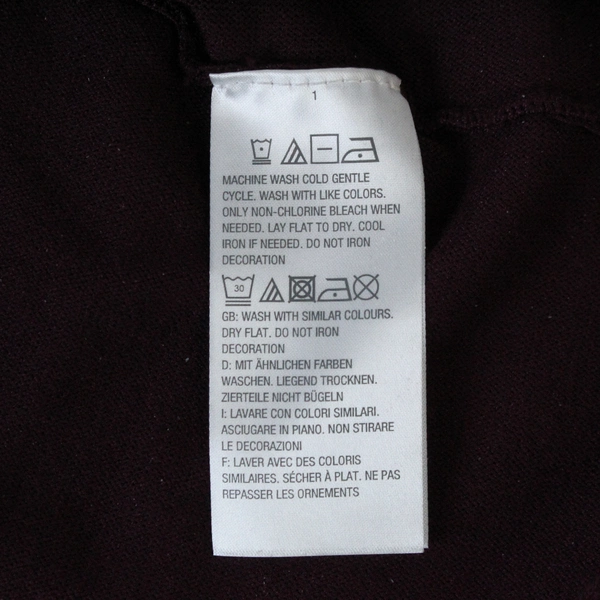 1
MACHINE WASH COLD GENTLE
CYCLE. WASH WITH LIKE COLORS.
ONLY NON-CHLORINE BLEACH WHEN
NEEDED. LAY FLAT TO DRY. COOL
IRON IF NEEDED. DO NOT IRON
DECORATION
30
GB: WASH WITH SIMILAR COLOURS.
DRY FLAT. DO NOT IRON
DECORATION
D: MIT ÄHNLICHEN FARBEN
WASCHEN. LIEGEND TROCKNEN.
ZIERTEILE NICHT BÜGELN
I: LAVARE CON COLORI SIMILARI.
ASCIUGARE IN PIANO. NON STIRARE
LE DECORAZIONI
F: LAVER AVEC DES COLORIS
SIMILAIRES. SÉCHER À PLAT. NE PAS
REPASSER LES ORNEMENTS